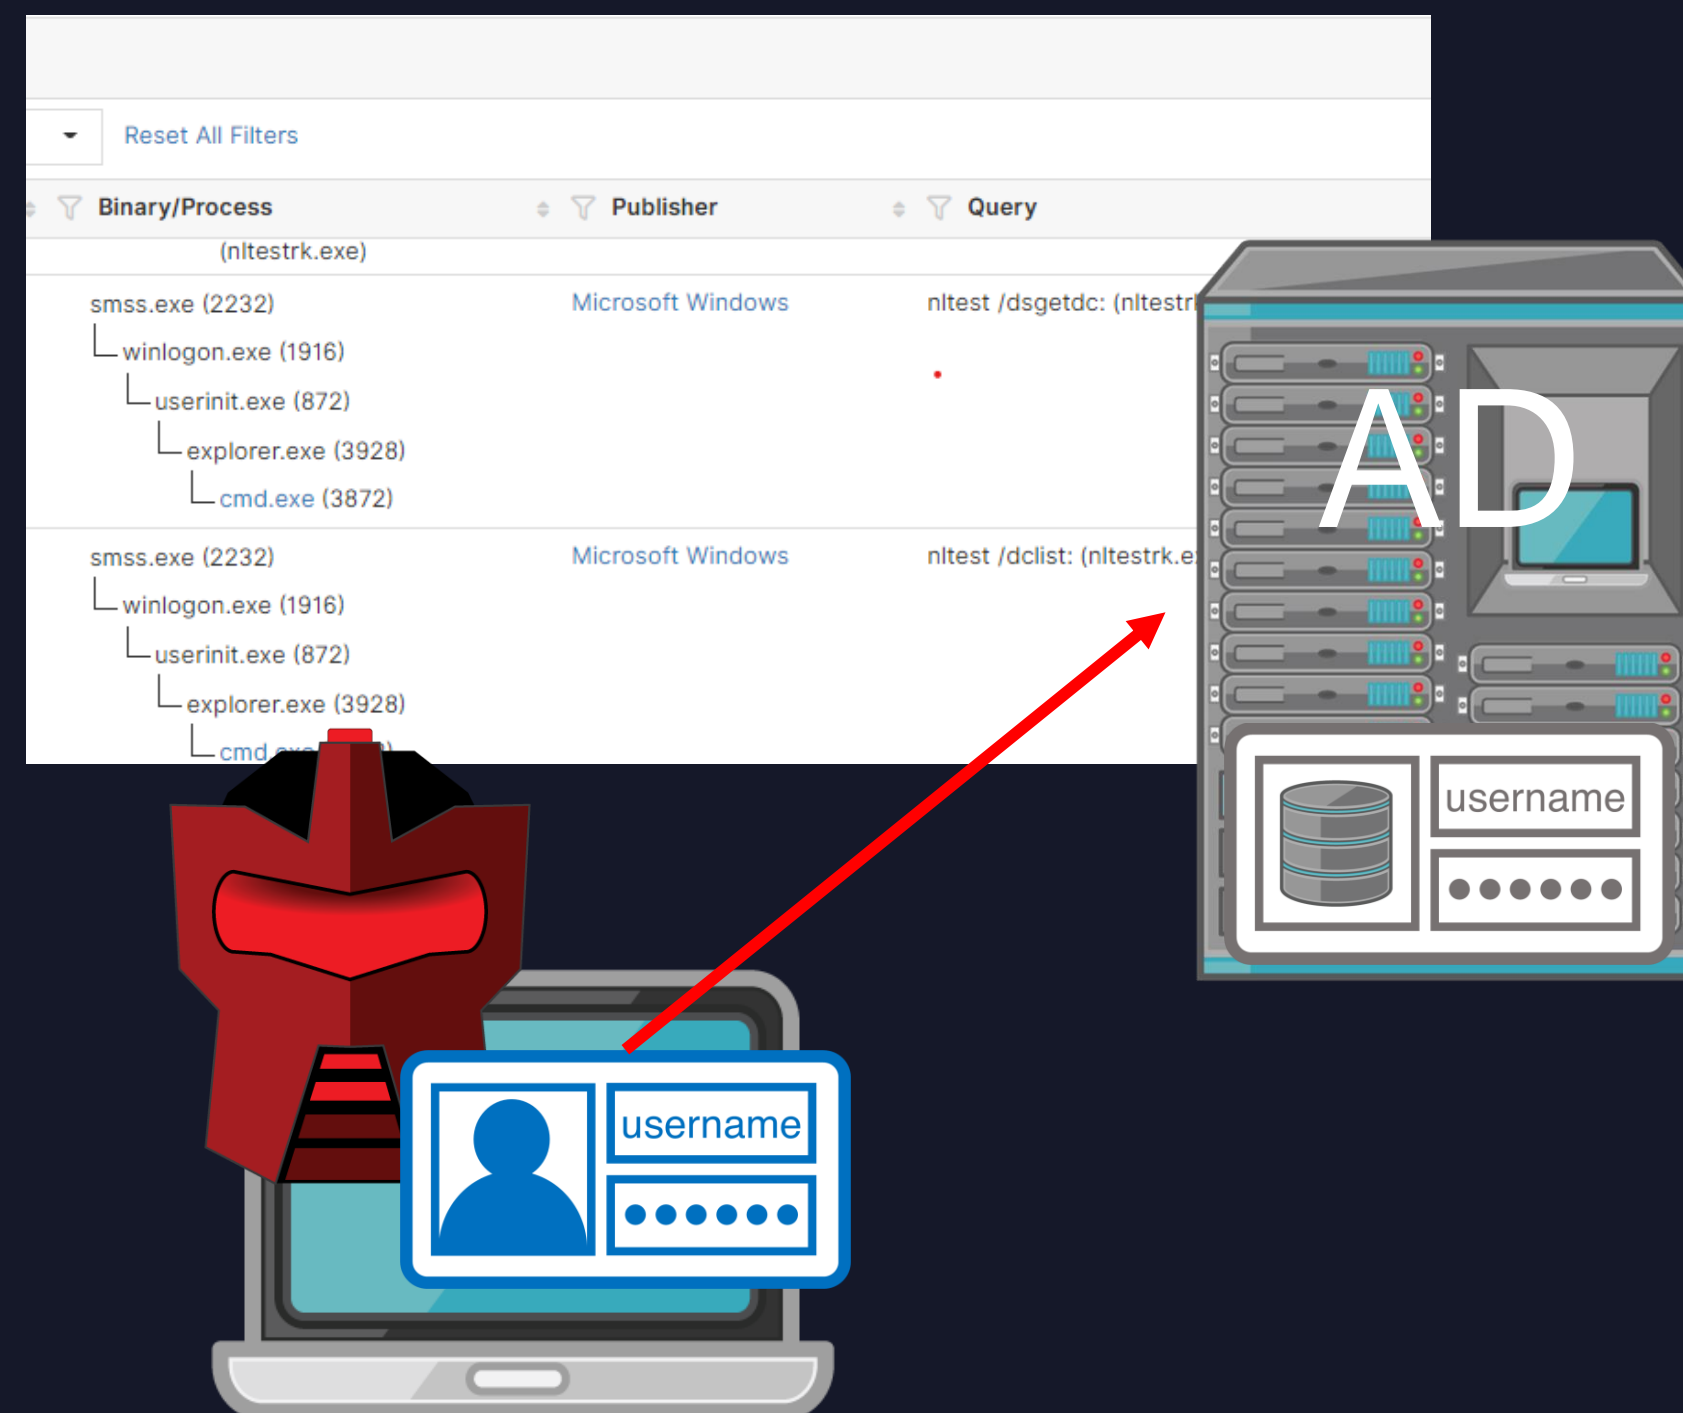 Reset All Filters
Binary/Process Publisher Query
(nltestrk.exe)
smss.exe (2232) Microsoft Windows nltest /dsgetdc:
winlogon.exe (1916)
userinit.exe (872)
explorer.exe (3928)
cmd.exe (3872)
AD
smss.exe (2232) Microsoft Windows nltest /dclist: (nltestrk.e
winlogon.exe (1916)
userinit.exe (872)
explorer.exe (3928)
cmd
username
username